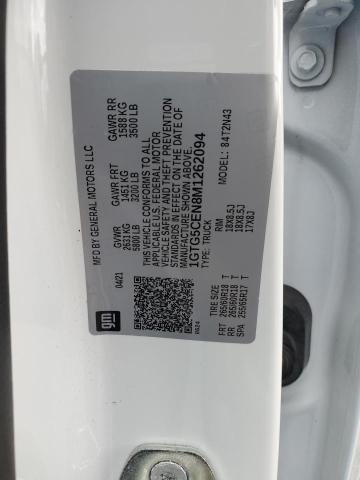 MFD BY GENERAL MOTORS LLC
GVWR GAWR FRT GAWR RR
2631 KG 1451 KG 1588 KG
5800 LB 3200 LB 3500 LB
04/21
THIS VEHICLE CONFORMS TO ALL
APPLICABLE U.S. FEDERAL MOTOR
VEHICLE SAFETY AND THEFT PREVENTION
STANDARDS IN EFFECT ON THE DATE OF
MANUFACTURE SHOWN ABOVE.
1GTG5CEN8M1262094
TYPE: TRUCK MODEL: 84T2N43
gm
VAZ4
TIRE SIZE RIM
FRT 265/60R18 T 18X8.5J
RR 265/60R18 T 18X8.5J
SPA 255/65R17 T 17X8J